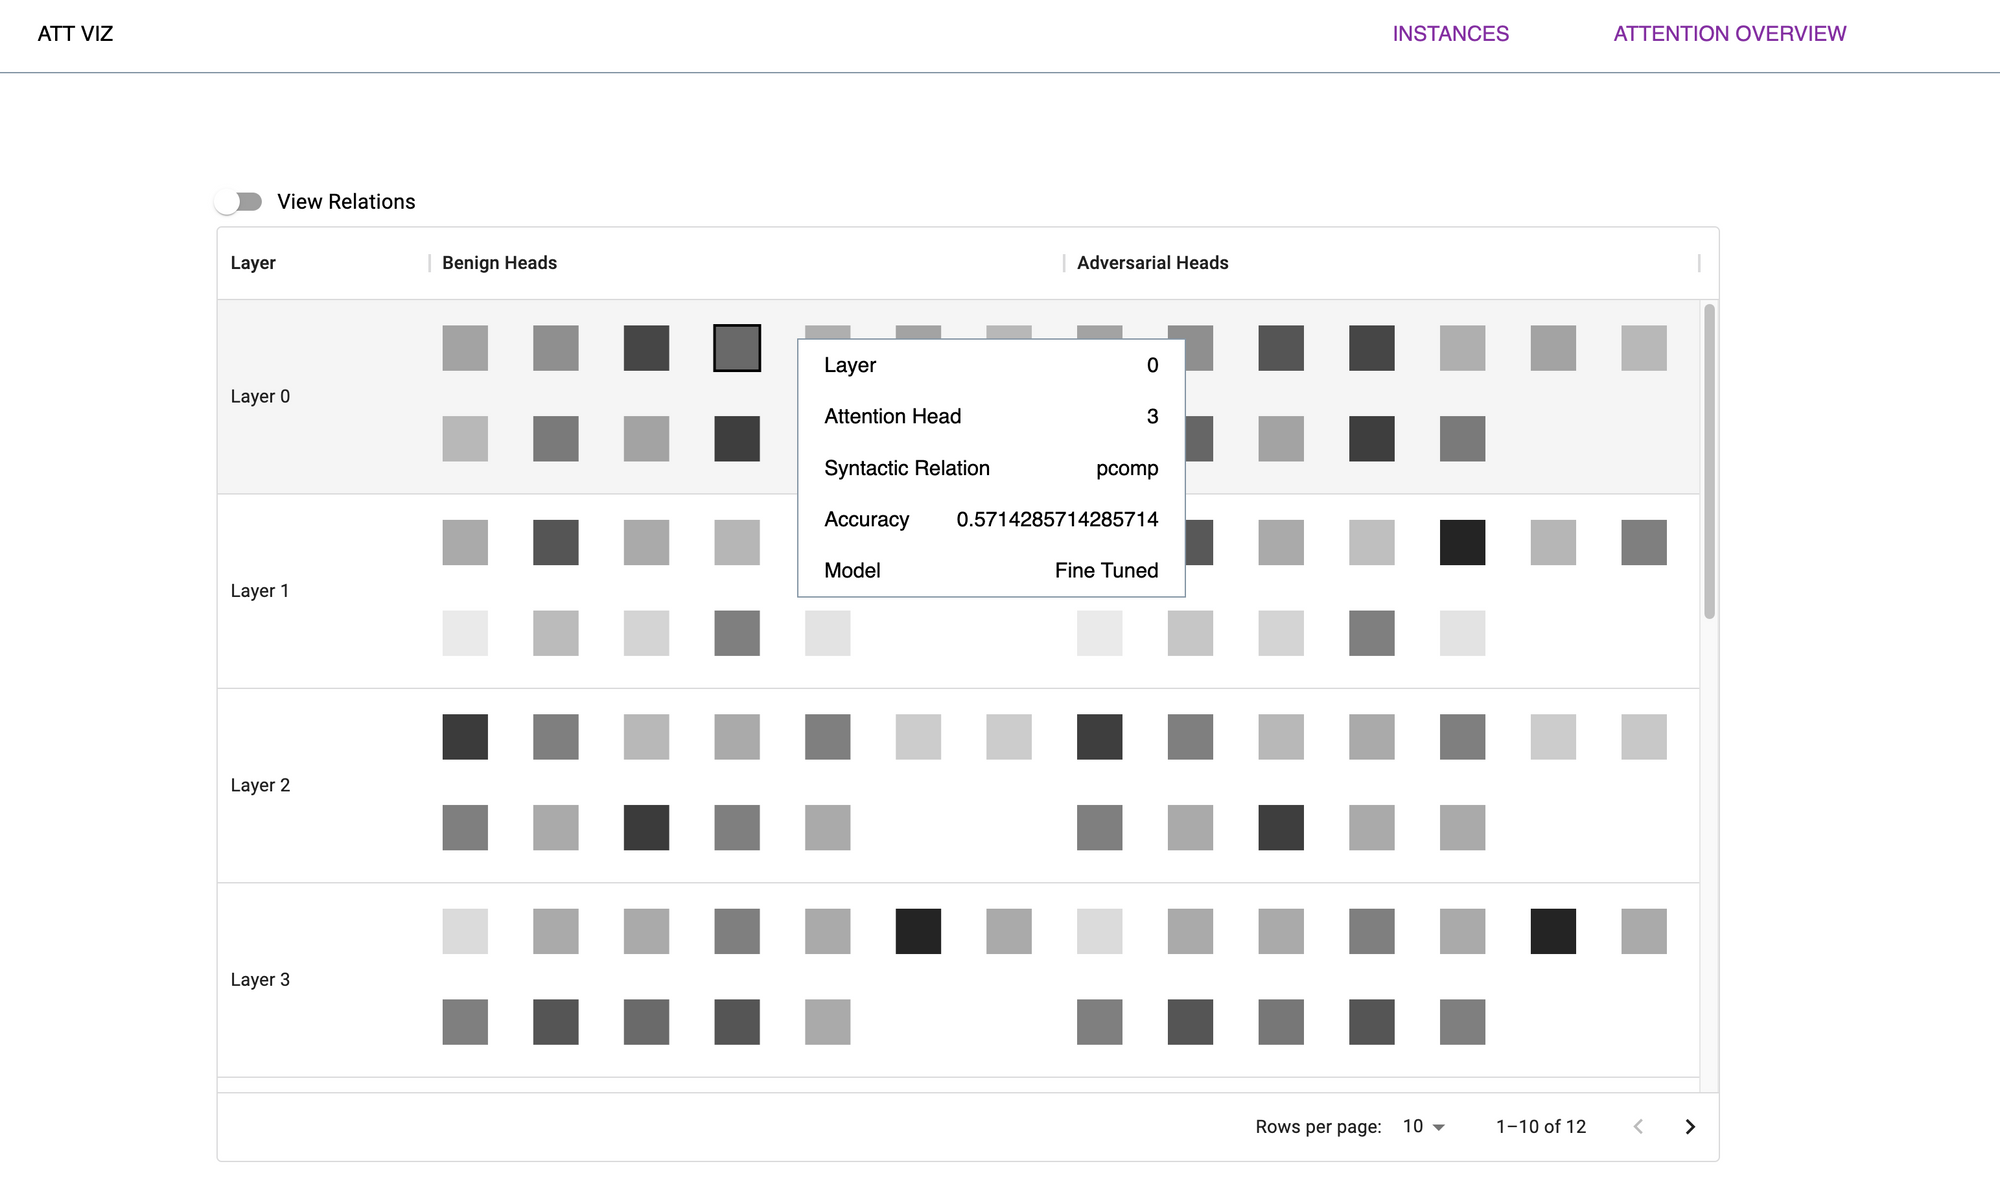 ATT VIZ INSTANCES ATTENTION OVERVIEW
View Relations
Layer Benign Heads Adversarial Heads
Layer 0
Layer 0
Attention Head 3
Syntactic Relation pcomp
Accuracy 0.5714285714285714
Model Fine Tuned
Layer 1
Layer 2
Layer 3
Rows per page: 10 1–10 of 12